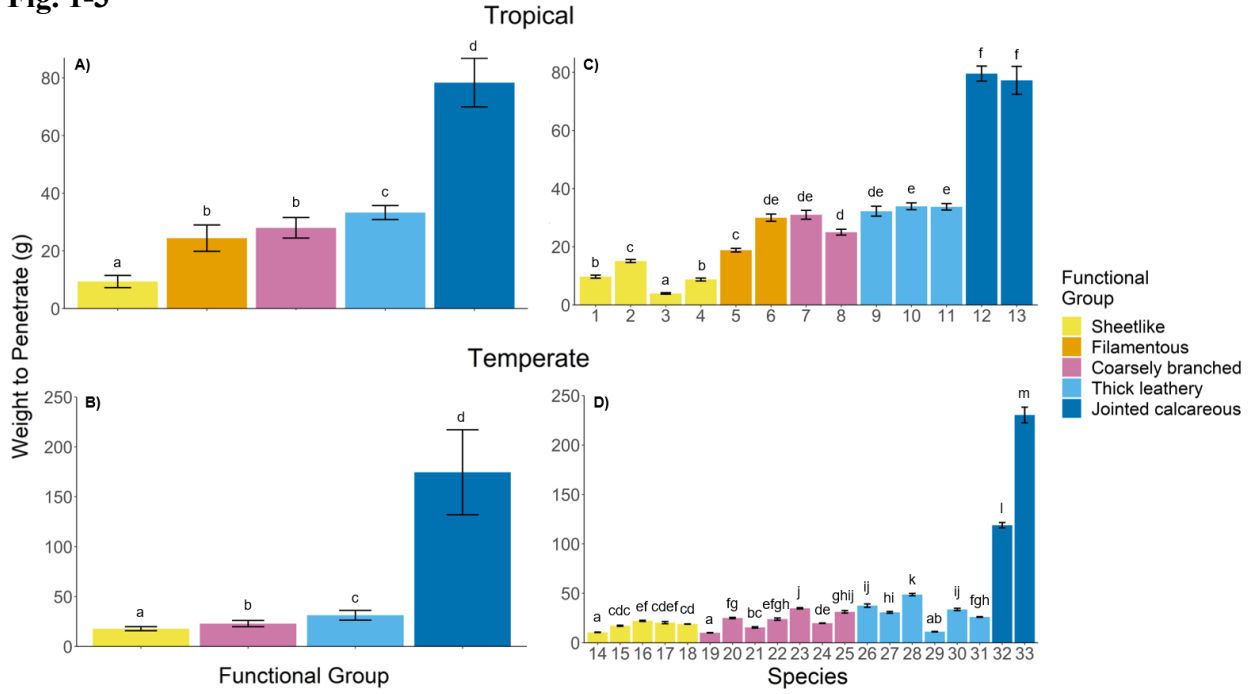 Fig.
Tropical
Weight to Penetrate (g)
A)
80
60
40
20
0
a
b
b
c
d
C)
80
60
40
20
0
b
c
a
b
c
de
de
d
de
e
e
f
f
1 2 3 4 5 6 7 8 9 10 11 12 13
Temperate
B)
250
200
150
100
50
0
a
b
c
d
Functional Group
D)
250
200
150
100
50
0
a
cdc
ef
cdef
cd
a
fg
bc
efgh
j
de
ghij
ij
hi
k
ab
ij
fgh
l
m
14 15 16 17 18 19 20 21 22 23 24 25 26 27 28 29 30 31 32 33
Species
Functional
Group
Sheetlike
Filamentous
Coarsely branched
Thick leathery
Jointed calcareous